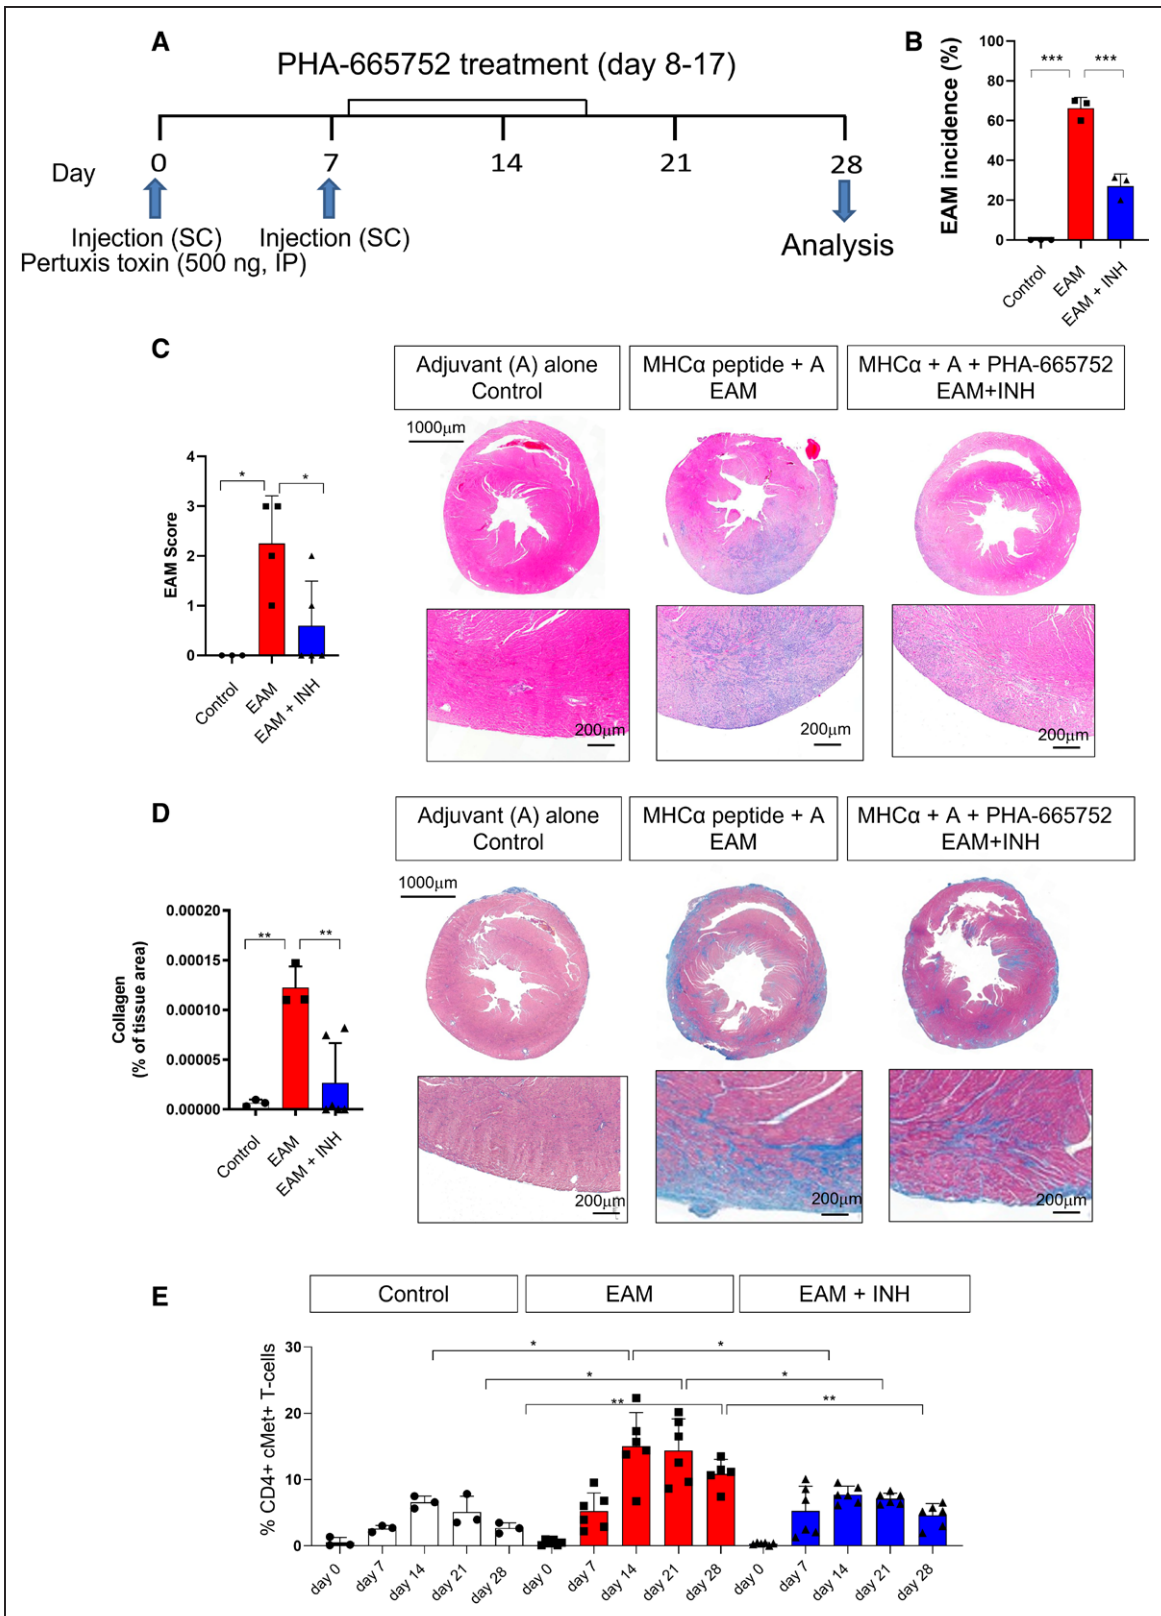 A
PHA-665752 treatment (day 8-17)
Day
0 7 14 21 28
Injection (SC) Injection (SC)
Pertuxis toxin (500 ng, IP)
Analysis
B
EAM incidence (%)
100
80
60
40
20
0
*** ***
Control EAM EAM + INH
C
Adjuvant (A) alone
Control
MHCα peptide + A
EAM
MHCα + A + PHA-665752
EAM+INH
1000µm
EAM Score
4
3
2
1
0
* *
Control EAM EAM + INH
200µm 200µm 200µm
D
Adjuvant (A) alone
Control
MHCα peptide + A
EAM
MHCα + A + PHA-665752
EAM+INH
1000µm
Collagen
(% of tissue area)
0.00020
0.00015
0.00010
0.00005
0.00000
** **
Control EAM EAM + INH
200µm 200µm 200µm
E
Control EAM EAM + INH
% CD4+ cMet+ T-cells
30
20
10
0
* *
* *
** **
day 0 day 7 day 14 day 21 day 28 day 0 day 7 day 14 day 21 day 28 day 0 day 7 day 14 day 21 day 28